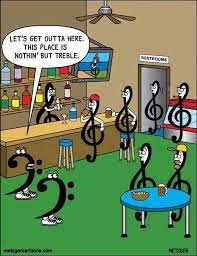 LET'S GET OUTTA HERE.
THIS PLACE IS
NOTHIN' BUT TREBLE.
RESTROOMS
metzgercartoons.com
METZGER